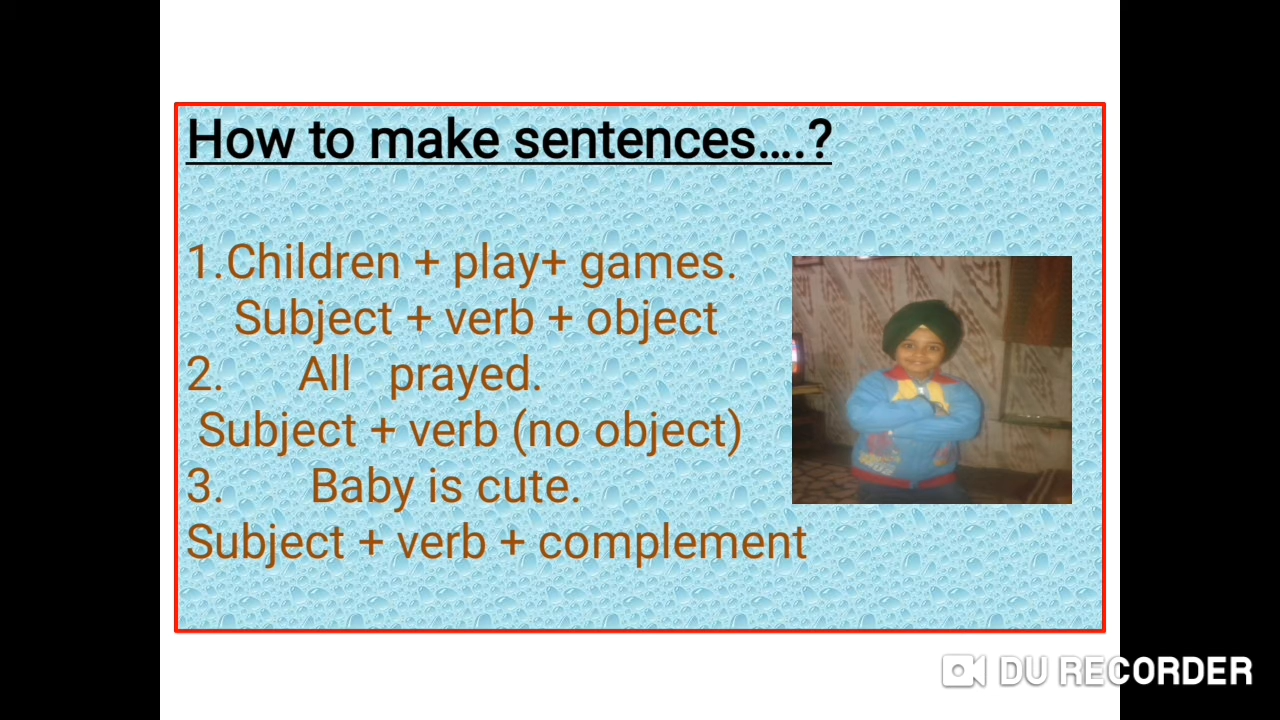 How to make sentences….?
1.Children + play+ games.
Subject + verb + object
2. All prayed.
Subject + verb (no object)
3. Baby is cute.
Subject + verb + complement
DU RECORDER